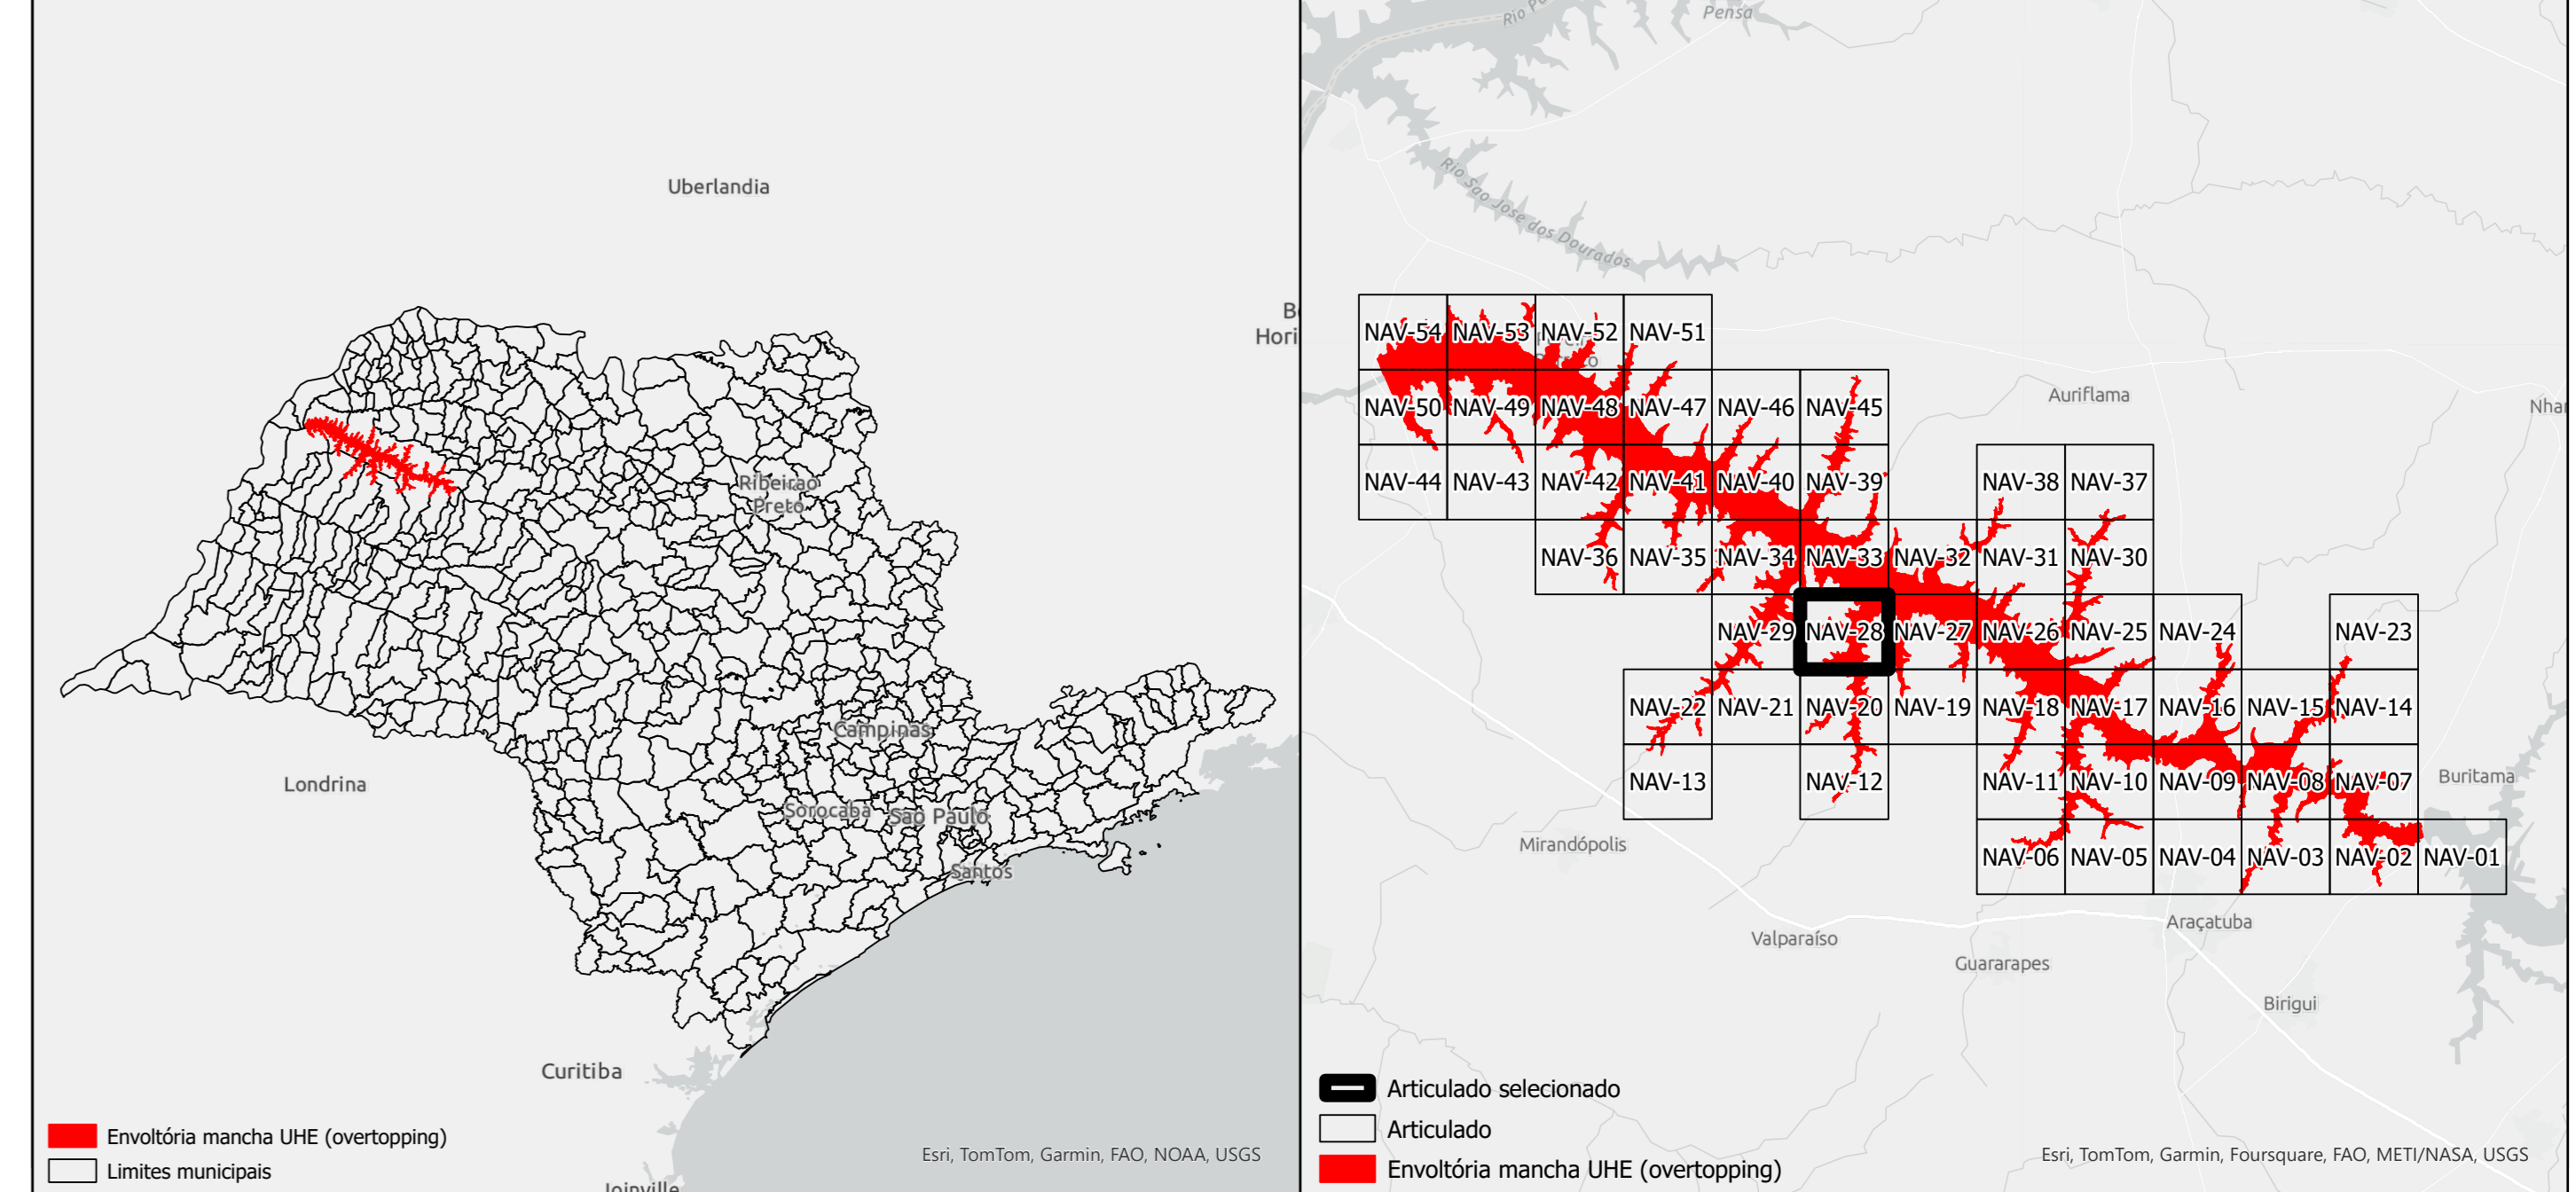 Uberlandia
Ribeirao
Preto
Campinas
Londrina
Sorocaba
Sao Paulo
Santos
Curitiba
Envoltória mancha UHE (overtopping)
Limites municipais
Esri, TomTom, Garmin, FAO, NOAA, USGS
Pensa
Rio Sao Jose dos Dourados
NAV-54 NAV-53 NAV-52 NAV-51
Auriflama
NAV-50 NAV-49 NAV-48 NAV-47 NAV-46 NAV-45
NAV-44 NAV-43 NAV-42 NAV-41 NAV-40 NAV-39 NAV-38 NAV-37
NAV-36 NAV-35 NAV-34 NAV-33 NAV-32 NAV-31 NAV-30
NAV-29 NAV-28 NAV-27 NAV-26 NAV-25 NAV-24 NAV-23
NAV-22 NAV-21 NAV-20 NAV-19 NAV-18 NAV-17 NAV-16 NAV-15 NAV-14
NAV-13 NAV-12 NAV-11 NAV-10 NAV-09 NAV-08 NAV-07
Buritama
Mirandópolis
NAV-06 NAV-05 NAV-04 NAV-03 NAV-02 NAV-01
Araçatuba
Valparaíso
Guararapes
Birigui
Articulado selecionado
Articulado
Envoltória mancha UHE (overtopping)
Esri, TomTom, Garmin, Foursquare, FAO, METI/NASA, USGS